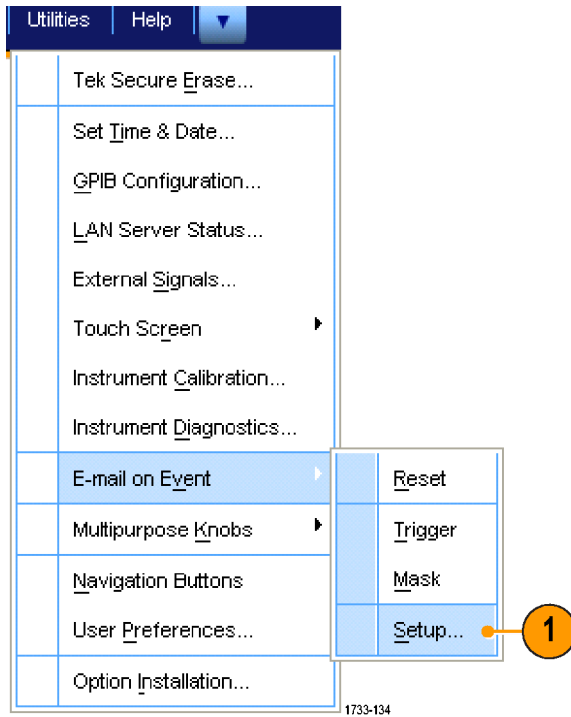 Utilities Help
Tek Secure Erase...
Set Time & Date...
GPIB Configuration...
LAN Server Status...
External Signals...
Touch Screen
Instrument Calibration...
Instrument Diagnostics...
E-mail on Event
Reset
Multipurpose Knobs
Trigger
Navigation Buttons
Mask
User Preferences...
Setup...
1
Option Installation...
1733-134